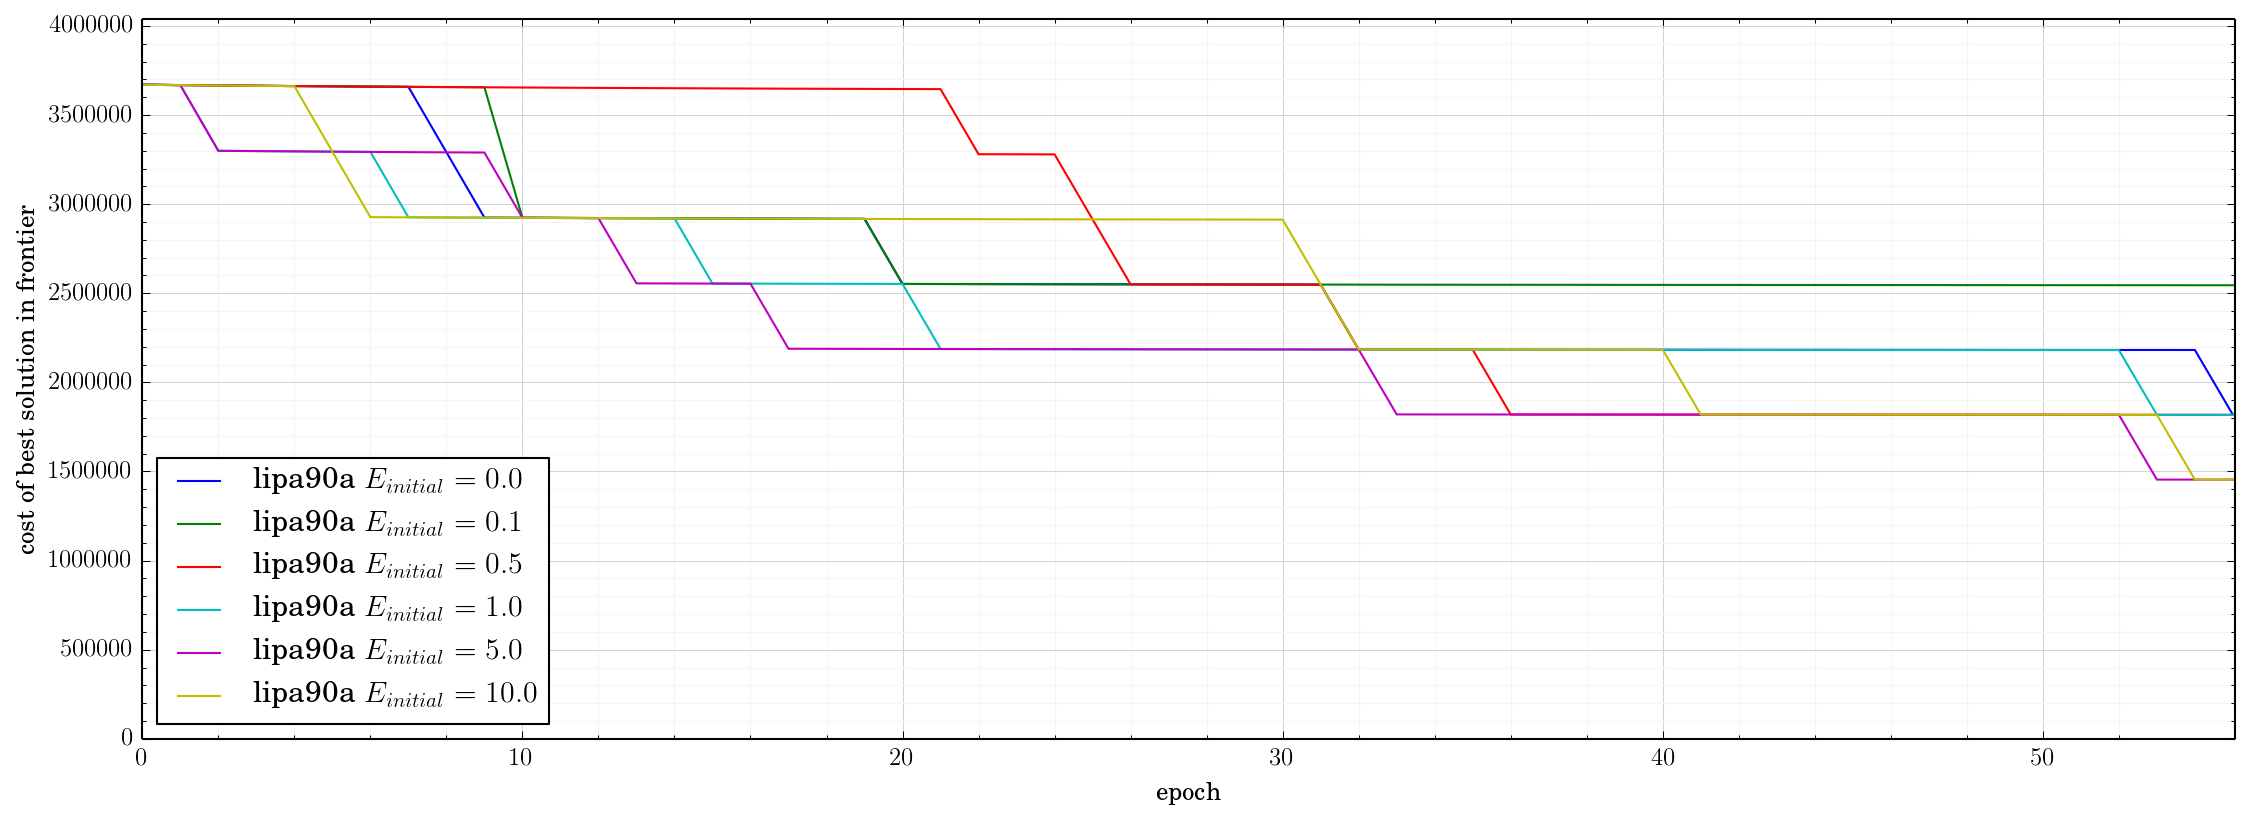 4000000
3500000
3000000
2500000
2000000
1500000
1000000
500000
0
cost of best solution in frontier
lipa90a E_initial = 0.0
lipa90a E_initial = 0.1
lipa90a E_initial = 0.5
lipa90a E_initial = 1.0
lipa90a E_initial = 5.0
lipa90a E_initial = 10.0
0 10 20 30 40 50
epoch